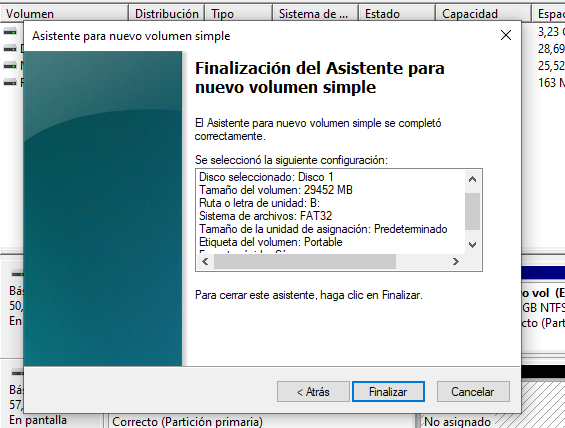 Volumen Distribución Tipo Sistema de ... Estado Capacidad Espac
Asistente para nuevo volumen simple
3,23 G
28,69
25,52
163 M
Finalización del Asistente para
nuevo volumen simple
El Asistente para nuevo volumen simple se completó
correctamente.
Se seleccionó la siguiente configuración:
Disco seleccionado: Disco 1
Tamaño del volumen: 29452 MB
Ruta o letra de unidad: B:
Sistema de archivos: FAT32
Tamaño de la unidad de asignación: Predeterminado
Etiqueta del volumen: Portable
Para cerrar este asistente, haga clic en Finalizar.
Bás
50,
En
o vol (E
GB NTFS
cto (Part
< Atrás Finalizar Cancelar
Bás
57,
En pantalla
Correcto (Partición primaria)
No asignado